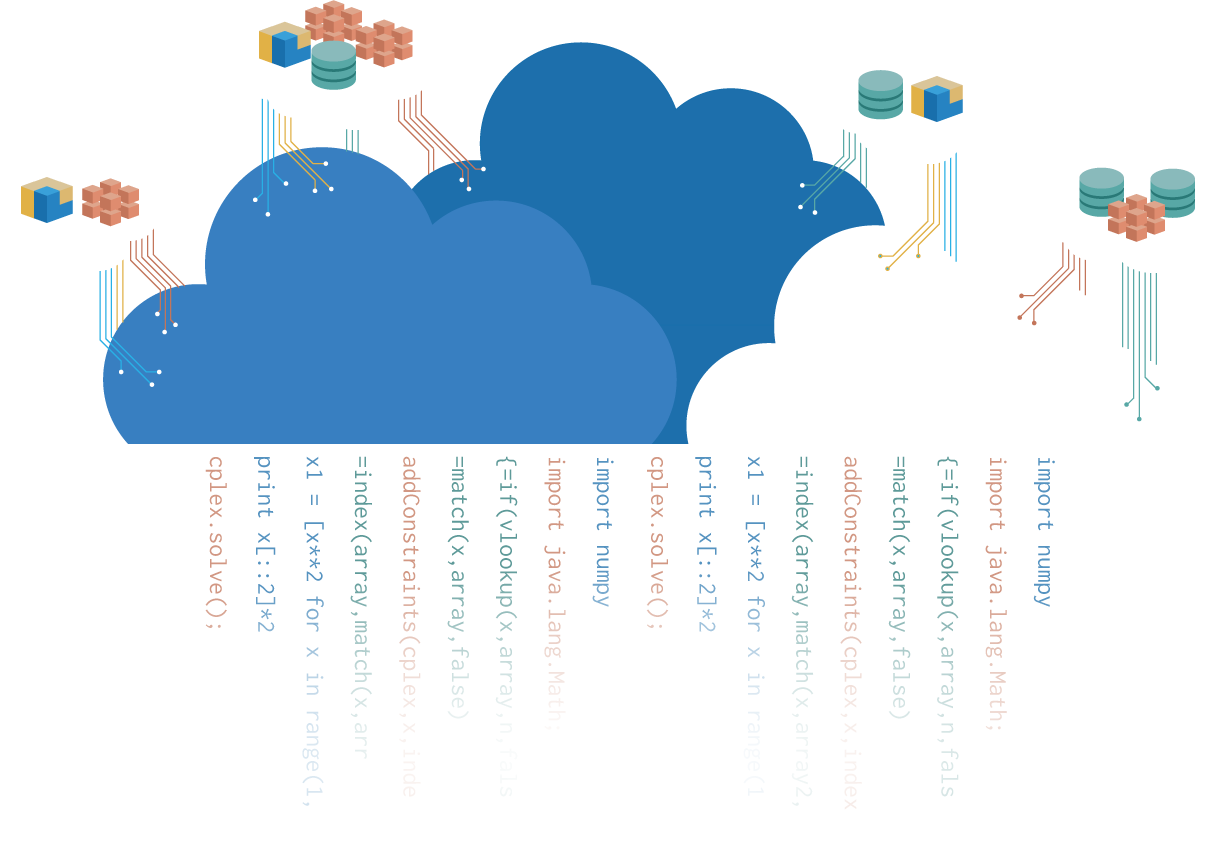 import numpy
import java.lang.Math;
{=if(vlookup(x,array,n,fals
=match(x,array,false)
addConstraints(cplex,x,index
=index(array,match(x,array2,
x1 = [x**2 for x in range(1
print x[::2]*2
cplex.solve();
import numpy
import java.lang.Math;
{=if(vlookup(x,array,n,fals
=match(x,array,false)
addConstraints(cplex,x,inde
=index(array,match(x,arr
x1 = [x**2 for x in range(1,
print x[::2]*2
cplex.solve();